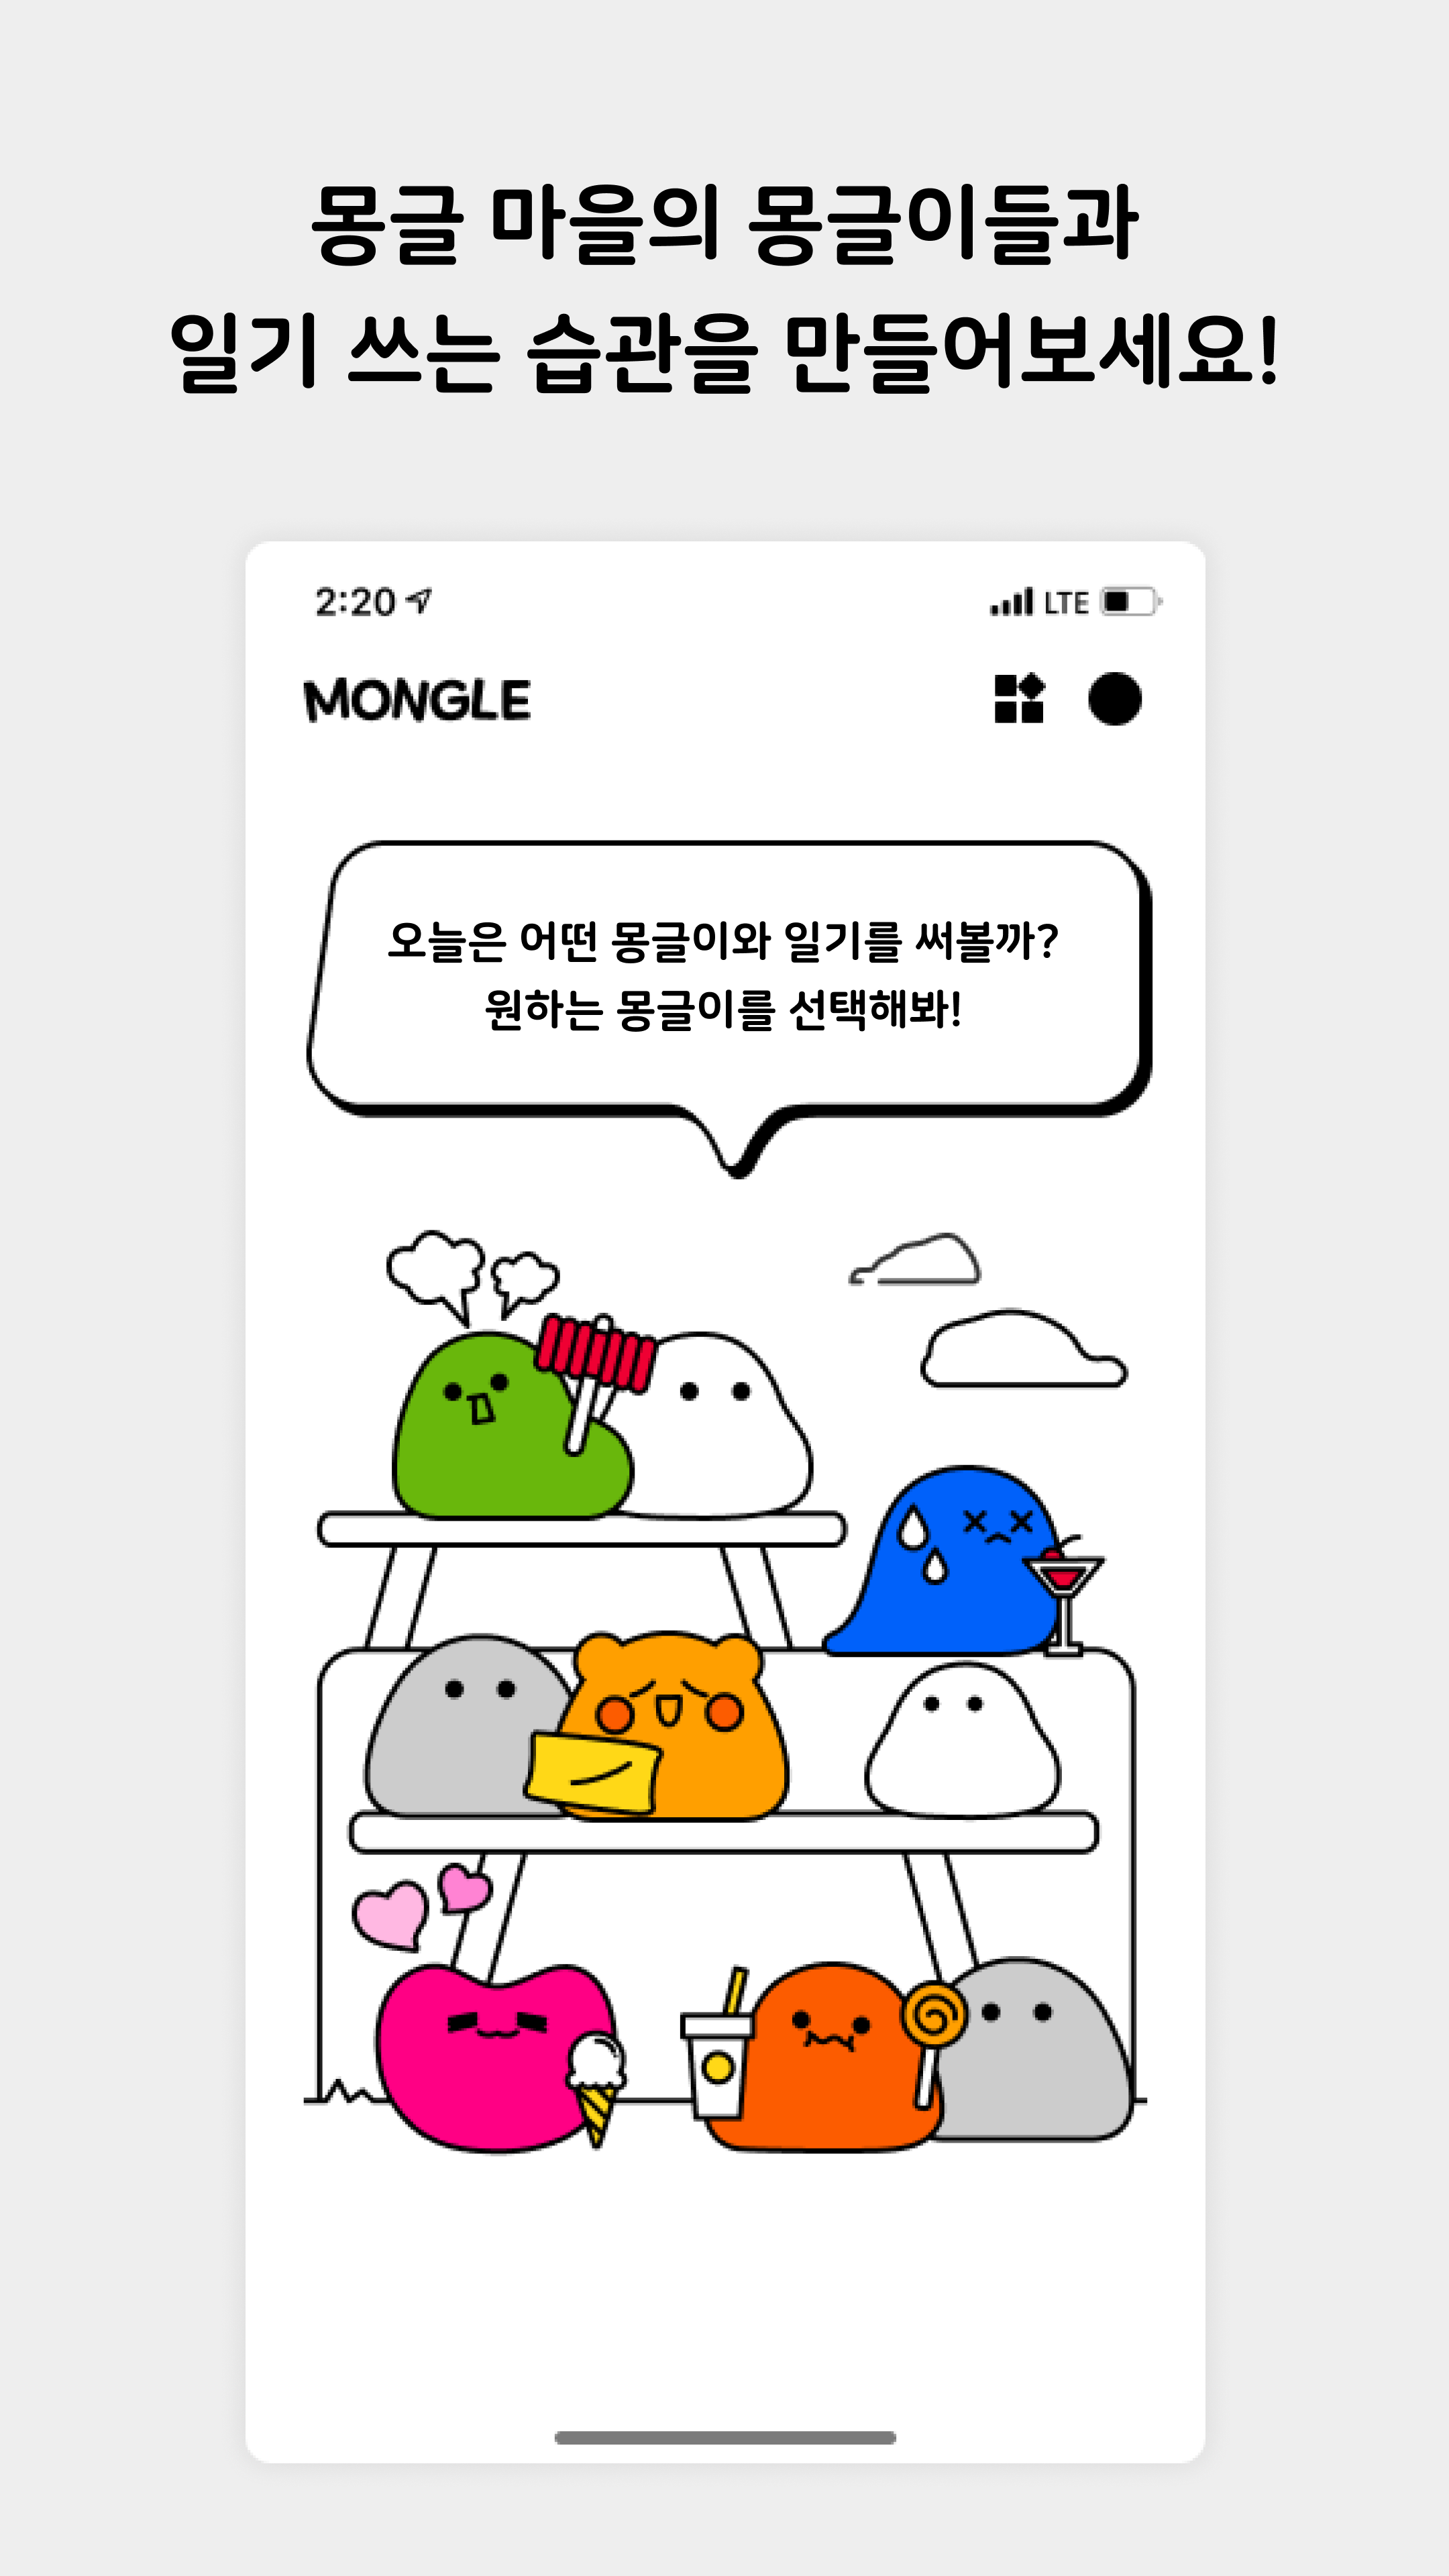 몽글 마을의 몽글이들과
일기 쓰는 습관을 만들어보세요!
2:20 LTE
MONGLE
오늘은 어떤 몽글이와 일기를 써볼까?
원하는 몽글이를 선택해봐!